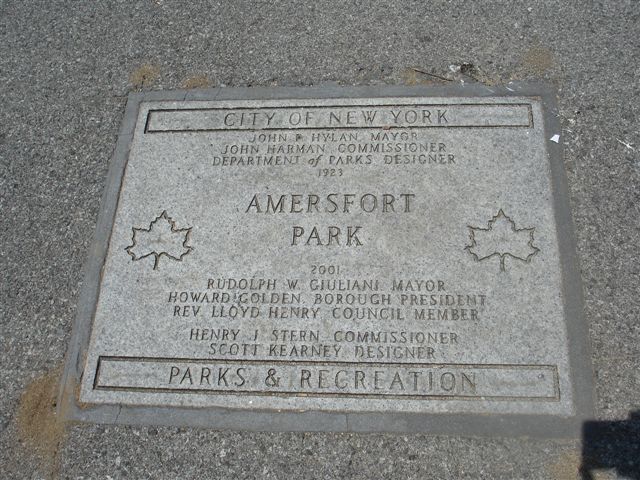 CITY OF NEW YORK
JOHN F. HYLAN, MAYOR
JOHN HARMAN, COMMISSIONER
DEPARTMENT of PARKS, DESIGNER
1923
AMERSFORT
PARK
2001
RUDOLPH W. GIULIANI, MAYOR
HOWARD GOLDEN, BOROUGH PRESIDENT
REV. LLOYD HENRY, COUNCIL MEMBER
HENRY J. STERN, COMMISSIONER
SCOTT KEARNEY, DESIGNER
PARKS & RECREATION